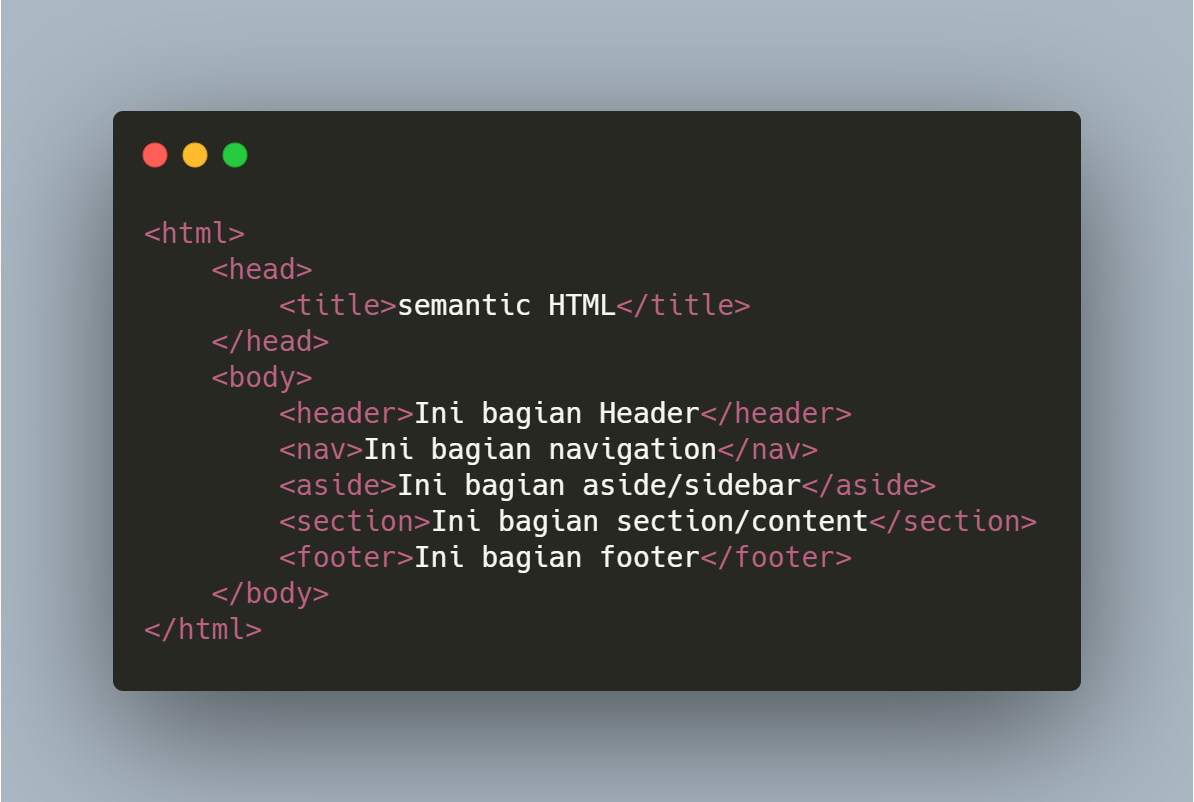 <html>
    <head>
        <title>semantic HTML</title>
    </head>
    <body>
        <header>Ini bagian Header</header>
        <nav>Ini bagian navigation</nav>
        <aside>Ini bagian aside/sidebar</aside>
        <section>Ini bagian section/content</section>
        <footer>Ini bagian footer</footer>
    </body>
</html>